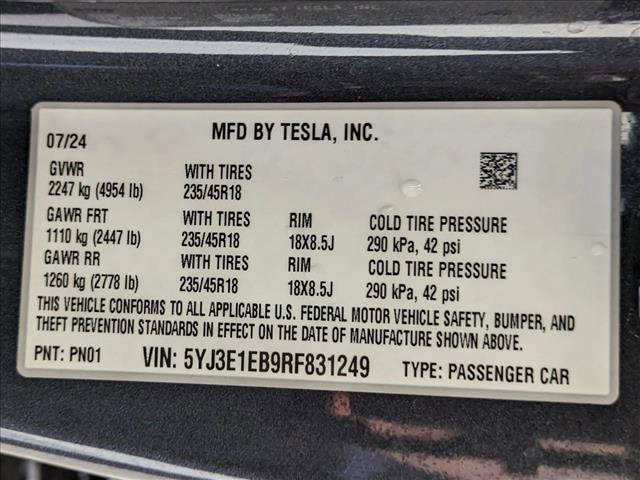 BY TESLA, INC.
07/24 MFD BY TESLA, INC.
GVWR WITH TIRES
2247 kg (4954 lb) 235/45R18
GAWR FRT WITH TIRES RIM COLD TIRE PRESSURE
1110 kg (2447 lb) 235/45R18 18X8.5J 290 kPa, 42 psi
GAWR RR WITH TIRES RIM COLD TIRE PRESSURE
1260 kg (2778 lb) 235/45R18 18X8.5J 290 kPa, 42 psi
THIS VEHICLE CONFORMS TO ALL APPLICABLE U.S. FEDERAL MOTOR VEHICLE SAFETY, BUMPER, AND
THEFT PREVENTION STANDARDS IN EFFECT ON THE DATE OF MANUFACTURE SHOWN ABOVE.
PNT: PN01 VIN: 5YJ3E1EB9RF831249 TYPE: PASSENGER CAR